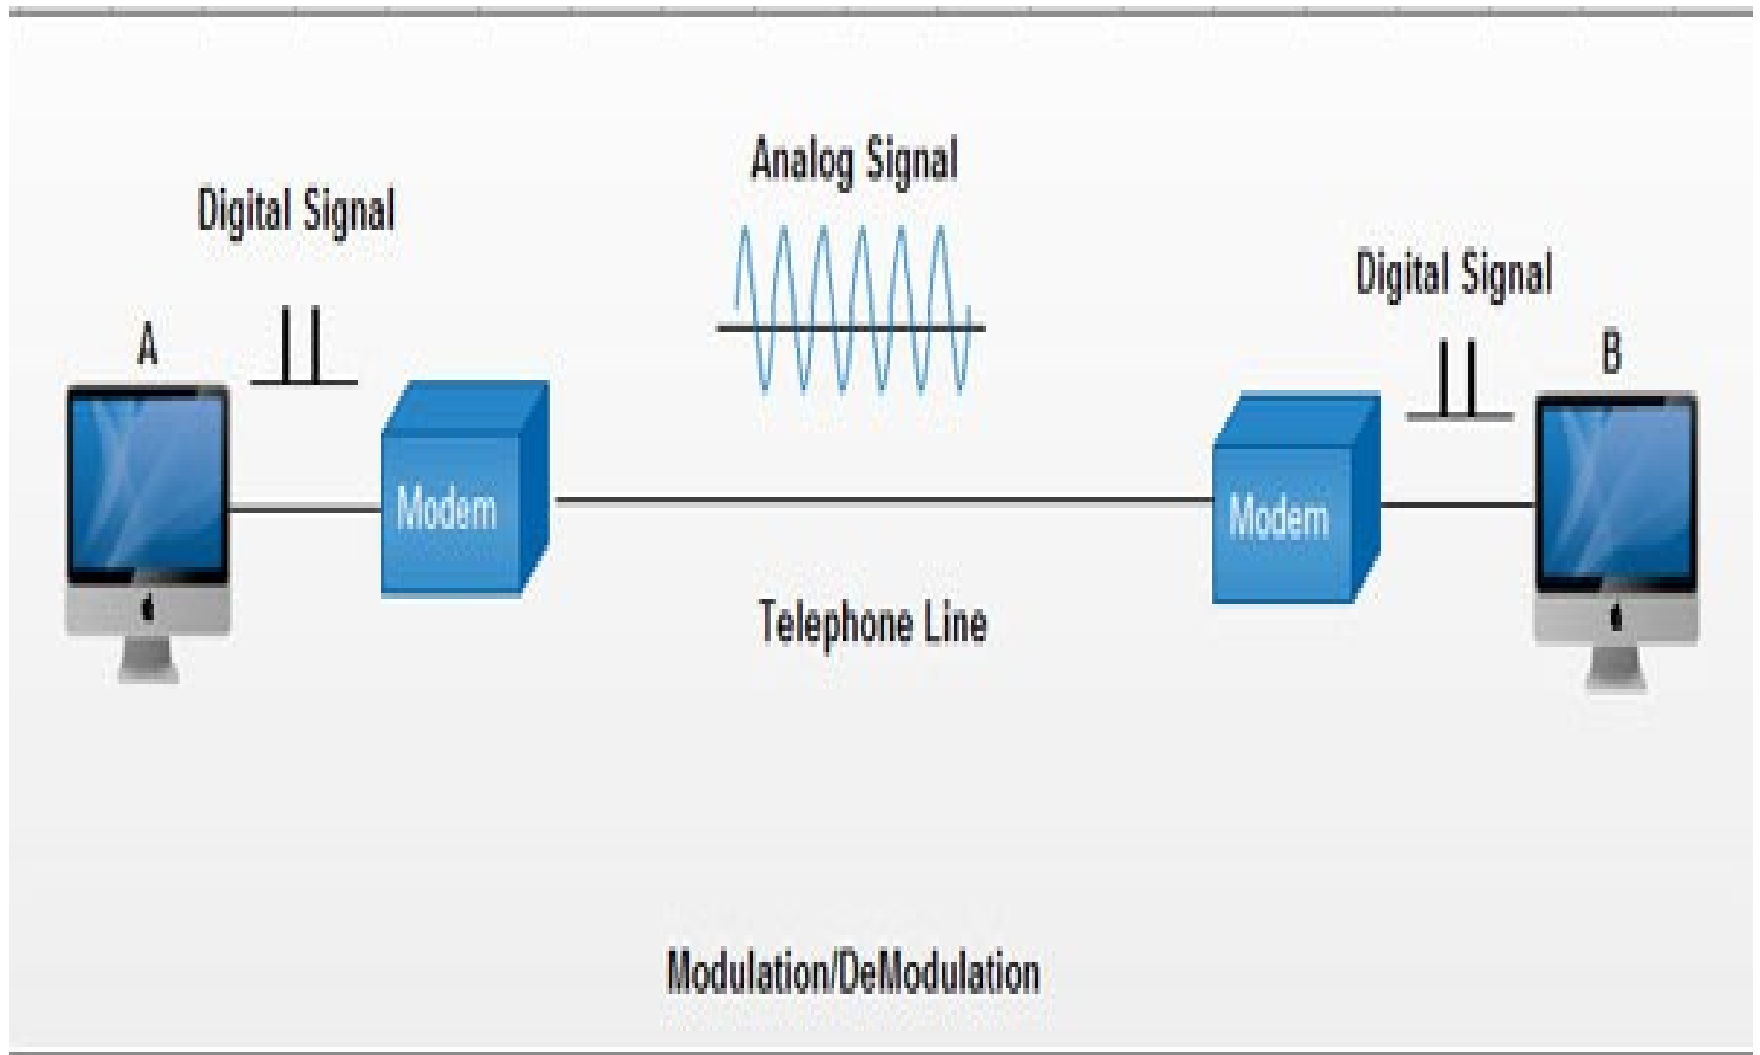 Analog Signal
Digital Signal
Digital Signal
A
B
Modem
Modem
Telephone Line
Modulation/DeModulation